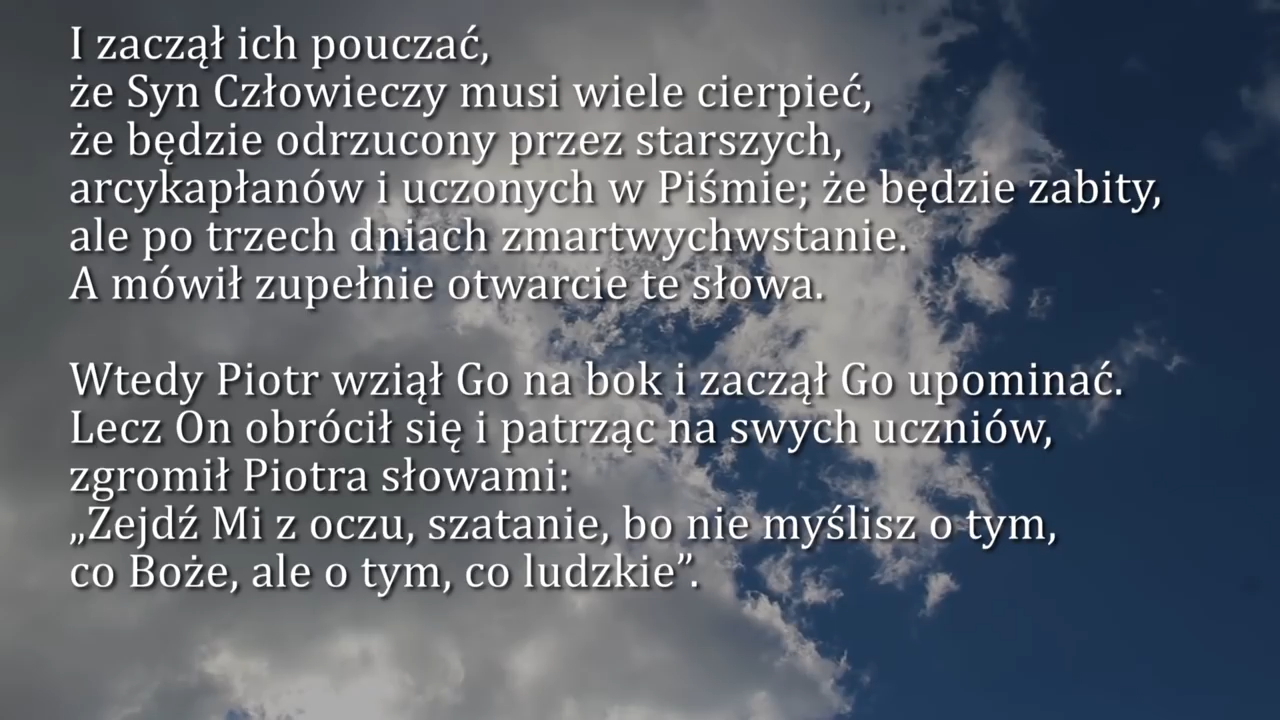 I zaczął ich pouczać,
że Syn Człowieczy musi wiele cierpieć,
że będzie odrzucony przez starszych,
arcykapłanów i uczonych w Piśmie; że będzie zabity,
ale po trzech dniach zmartwychwstanie.
A mówił zupełnie otwarcie te słowa.
Wtedy Piotr wziął Go na bok i zaczął Go upominać.
Lecz On obrócił się i patrząc na swych uczniów,
zgromił Piotra słowami:
„Zejdź Mi z oczu, szatanie, bo nie myślisz o tym,
co Boże, ale o tym, co ludzkie”.